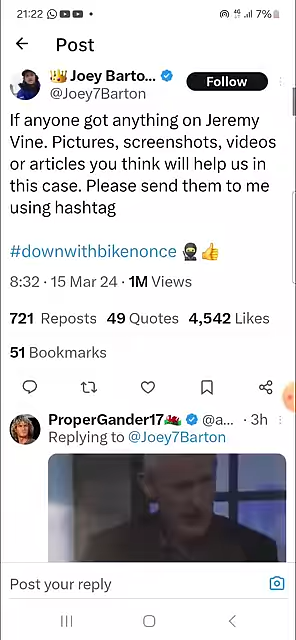 21:22 7%
Post
Joey Barto... Follow
@Joey7Barton
If anyone got anything on Jeremy
Vine. Pictures, screenshots, videos
or articles you think will help us in
this case. Please send them to me
using hashtag
#downwithbikenonce
8:32 · 15 Mar 24 · 1M Views
721 Reposts 49 Quotes 4,542 Likes
51 Bookmarks
ProperGander17 @a... · 3h
Replying to @Joey7Barton
Post your reply